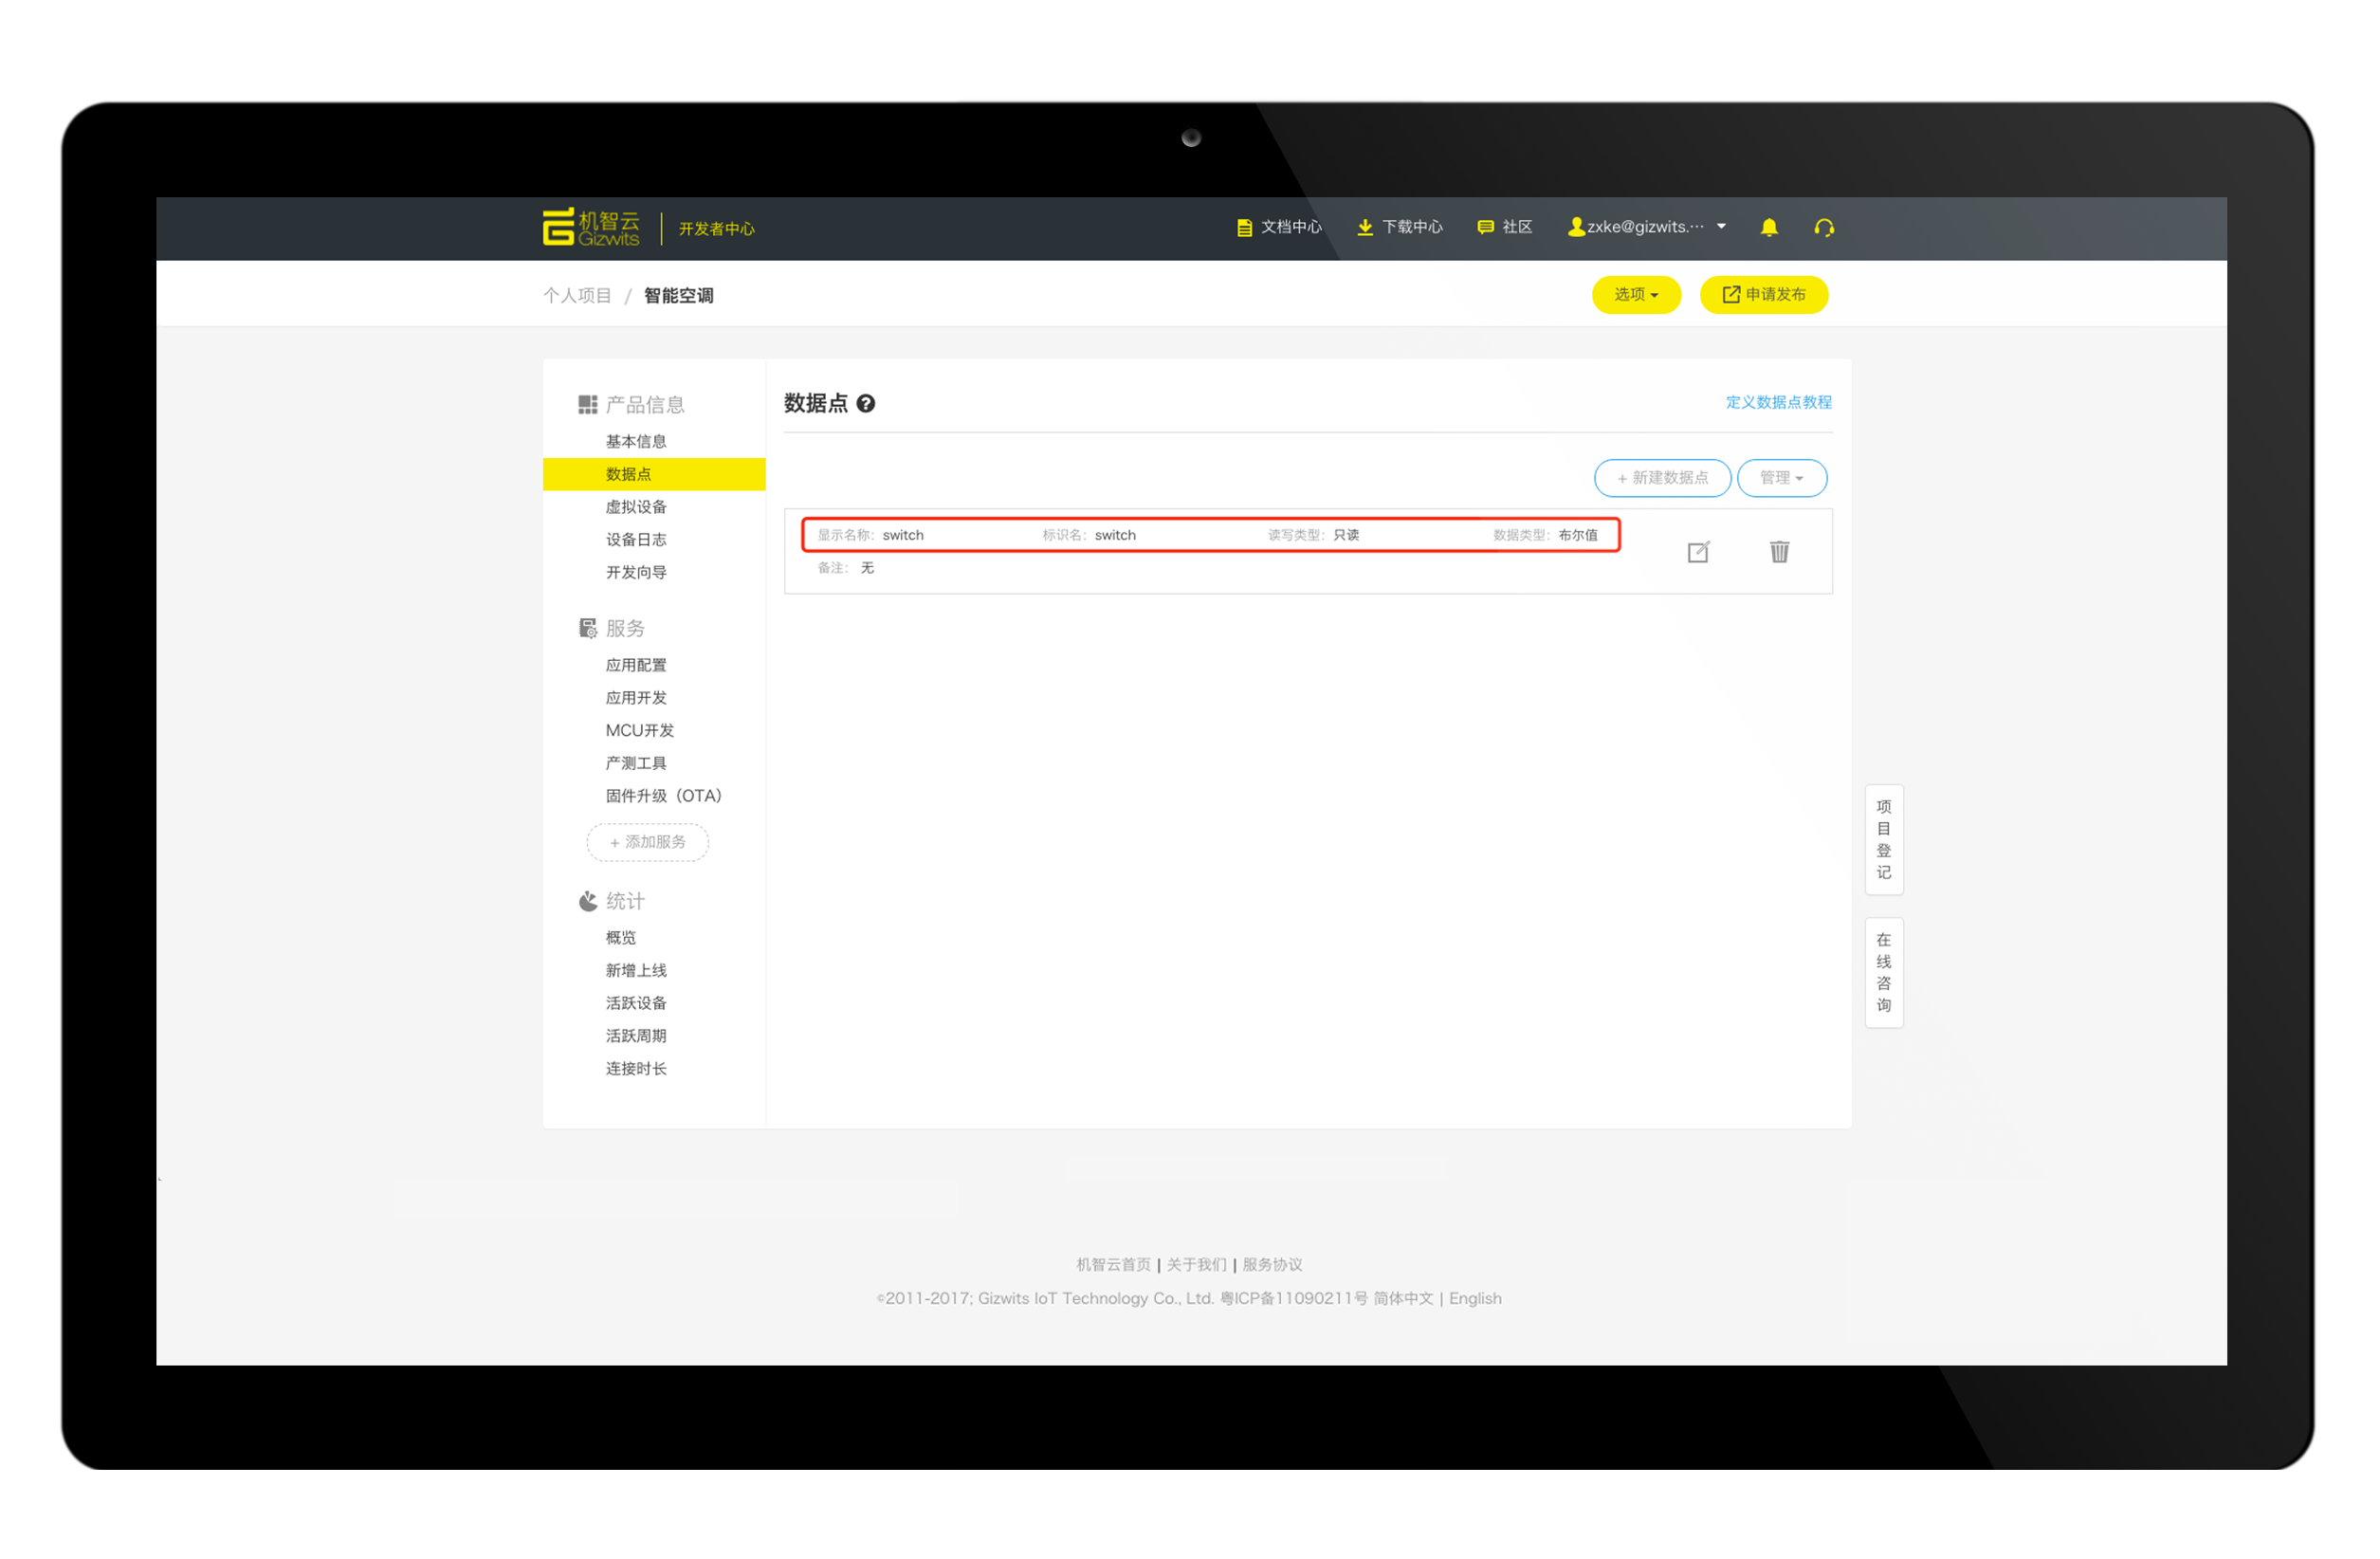 机智云
Gizwits
开发者中心
文档中心
下载中心
社区
zxke@gizwits.···
个人项目 / 智能空调
选项
申请发布
产品信息
基本信息
数据点
虚拟设备
设备日志
开发向导
服务
应用配置
应用开发
MCU开发
产测工具
固件升级（OTA）
+ 添加服务
统计
概览
新增上线
活跃设备
活跃周期
连接时长
数据点
定义数据点教程
+ 新建数据点
管理
显示名称： switch 标识名： switch 读写类型： 只读 数据类型： 布尔值
备注： 无
项目登记
在线咨询
机智云首页 | 关于我们 | 服务协议
©2011-2017; Gizwits IoT Technology Co., Ltd. 粤ICP备11090211号 简体中文 | English